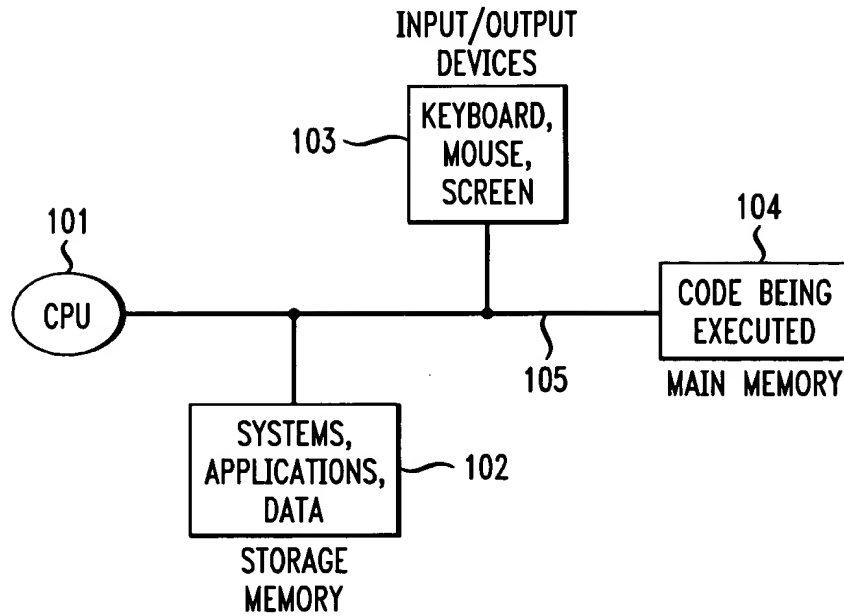 INPUT/OUTPUT
DEVICES
KEYBOARD,
MOUSE,
SCREEN
103
101
CPU
104
CODE BEING
EXECUTED
MAIN MEMORY
105
SYSTEMS,
APPLICATIONS,
DATA
102
STORAGE
MEMORY